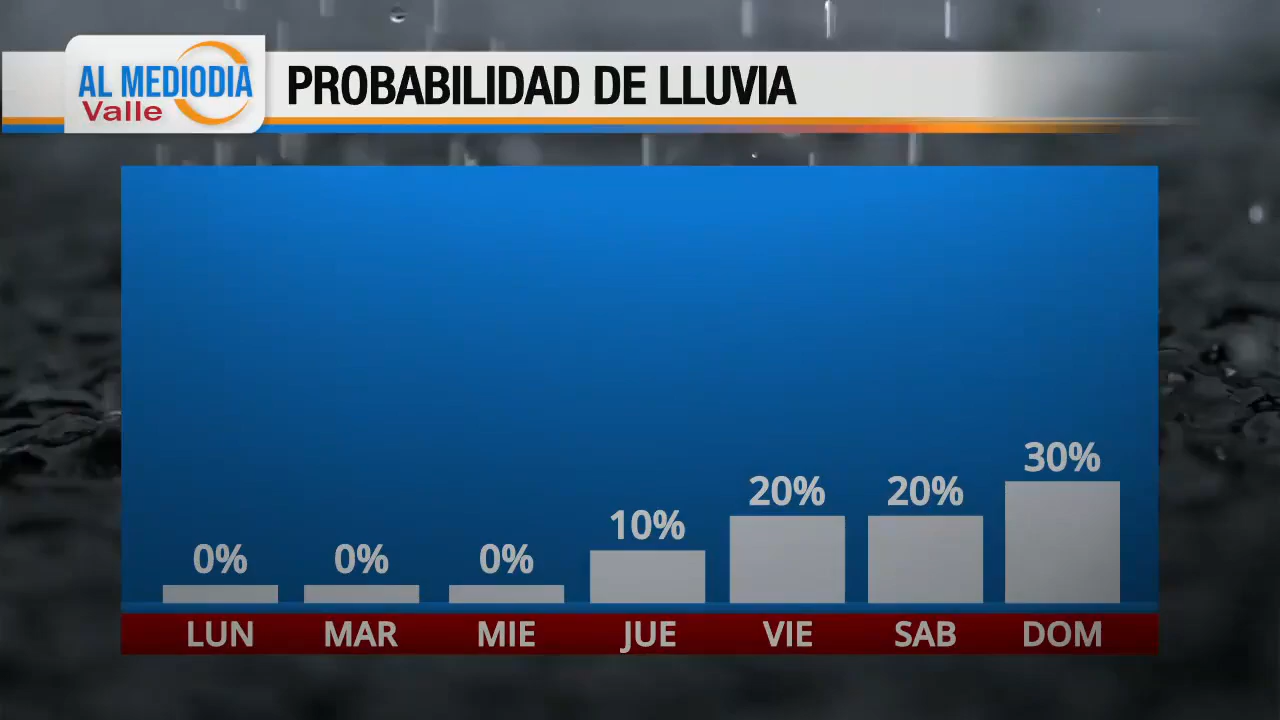 AL MEDIODIA
Valle
PROBABILIDAD DE LLUVIA
0% 0% 0% 10% 20% 20% 30%
LUN MAR MIE JUE VIE SAB DOM